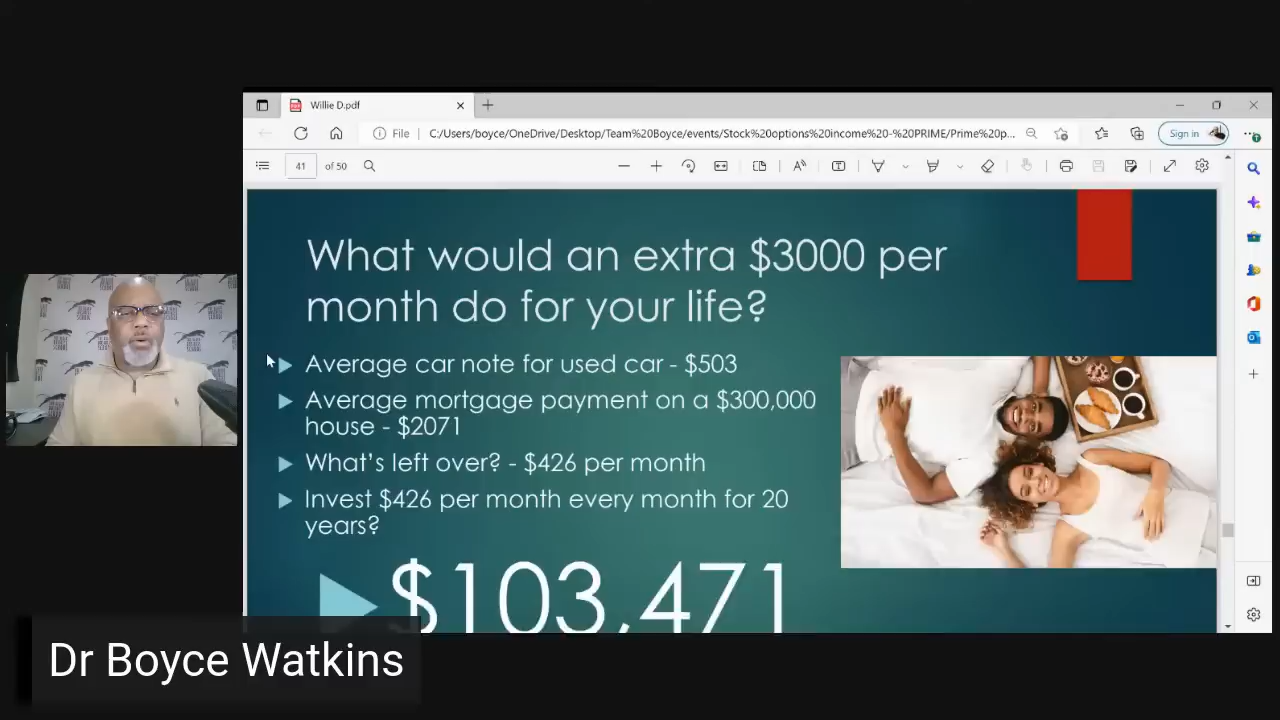 Willie D.pdf
File
C:/Users/boyce/OneDrive/Desktop/Team%20Boyce/events/Stock%20options%20income%20-%20PRIME/Prime%20p...
Sign in
41 of 50
What would an extra $3000 per
month do for your life?
Average car note for used car - $503
Average mortgage payment on a $300,000
house - $2071
What's left over? - $426 per month
Invest $426 per month every month for 20
years?
$103,471
Dr Boyce Watkins